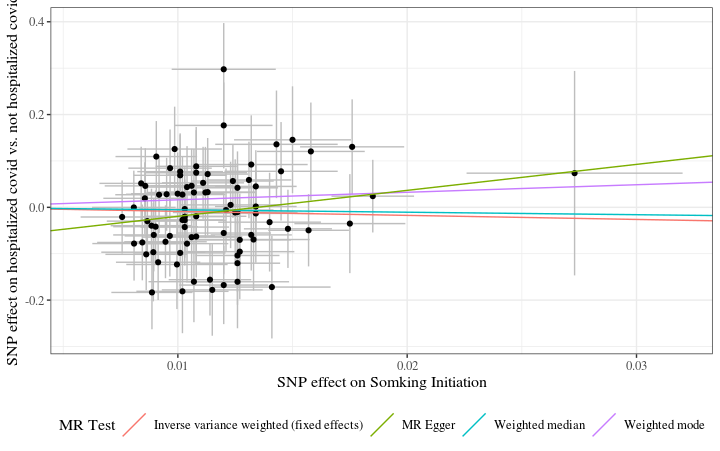 SNP effect on hospitalized covid vs. not hospitalized covid
0.4
0.2
0.0
-0.2
0.01
0.02
0.03
SNP effect on Somking Initiation
MR Test
Inverse variance weighted (fixed effects)
MR Egger
Weighted median
Weighted mode